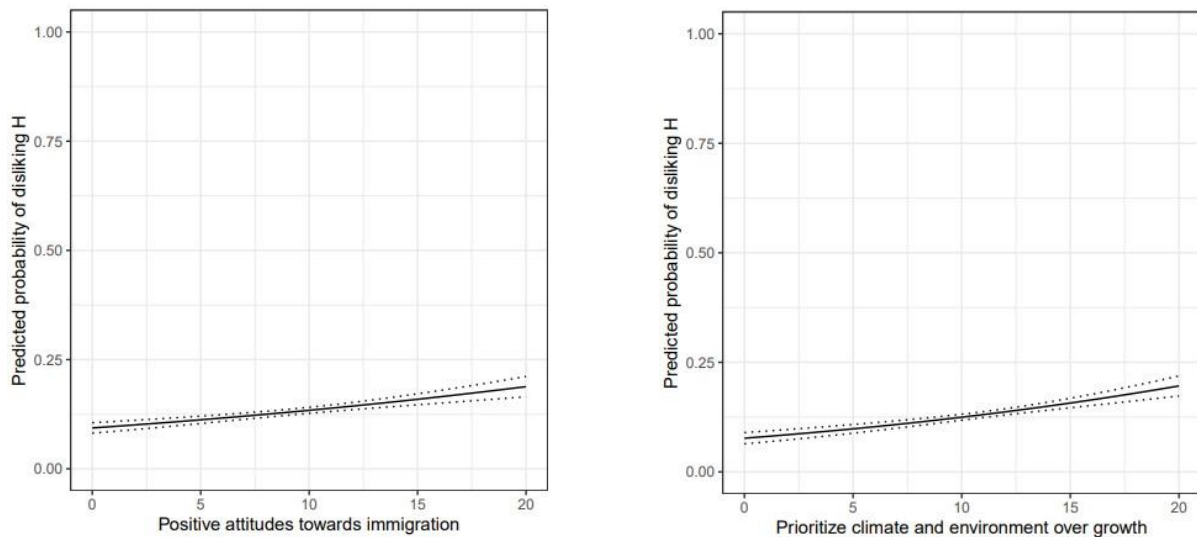 1.00
0.75
0.50
0.25
0.00
Predicted probability of disliking H
0 5 10 15 20
Positive attitudes towards immigration
1.00
0.75
0.50
0.25
0.00
Predicted probability of disliking H
0 5 10 15 20
Prioritize climate and environment over growth